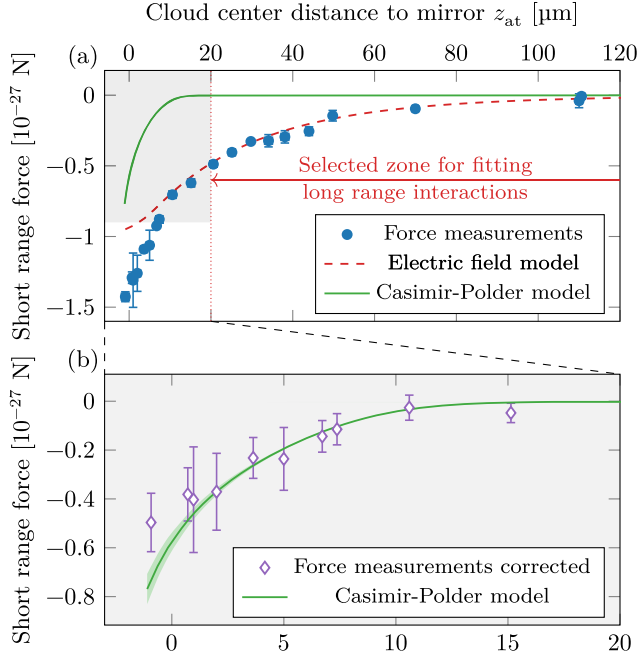 Cloud center distance to mirror z_at [µm]
(a)
0 20 40 60 80 100 120
Short range force [10⁻²⁷ N]
0
−0.5
−1
−1.5
Selected zone for fitting
long range interactions
Force measurements
Electric field model
Casimir-Polder model
(b)
Short range force [10⁻²⁷ N]
0
−0.2
−0.4
−0.6
−0.8
Force measurements corrected
Casimir-Polder model
0 5 10 15 20